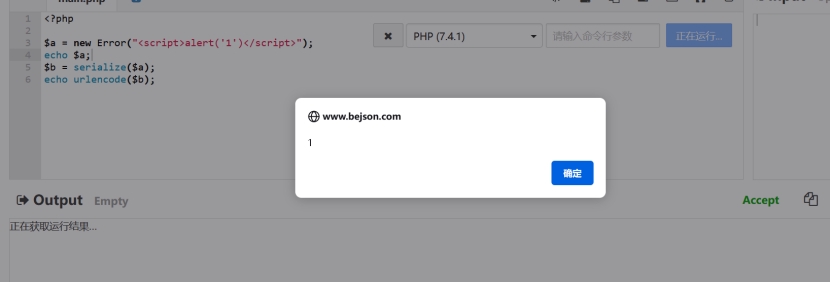 main.php
1 <?php
2
3 $a = new Error("<script>alert('1')</script>");
4 echo $a;
5 $b = serialize($a);
6 echo urlencode($b);
PHP (7.4.1)
请输入命令行参数
正在运行...
www.bejson.com
1
确定
Output Empty
Accept
正在获取运行结果...